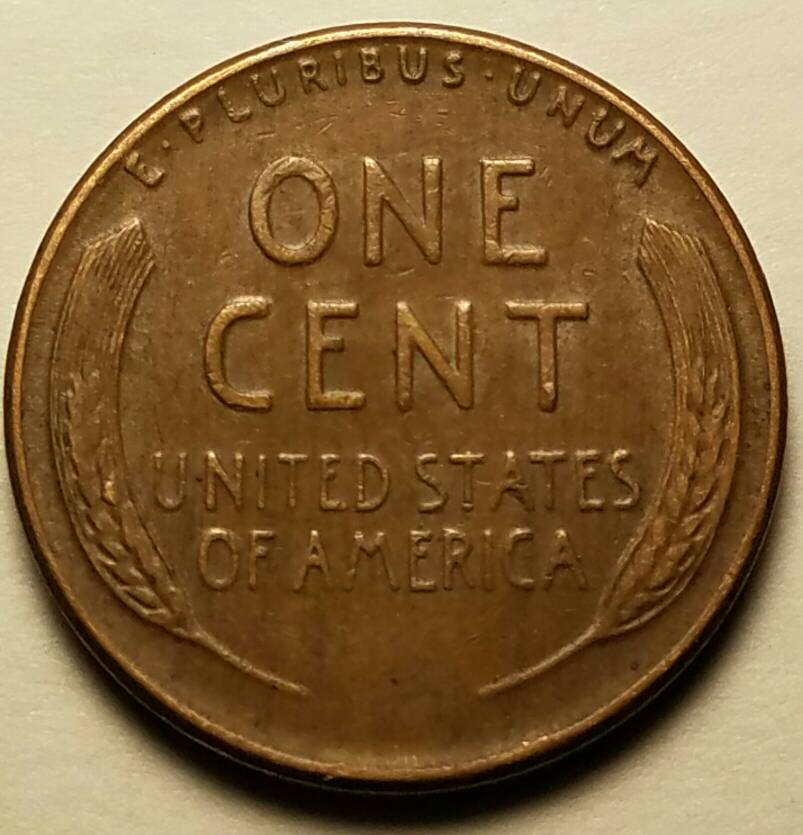 E·PLURIBUS·UNUM
ONE
CENT
UNITED STATES
OF AMERICA